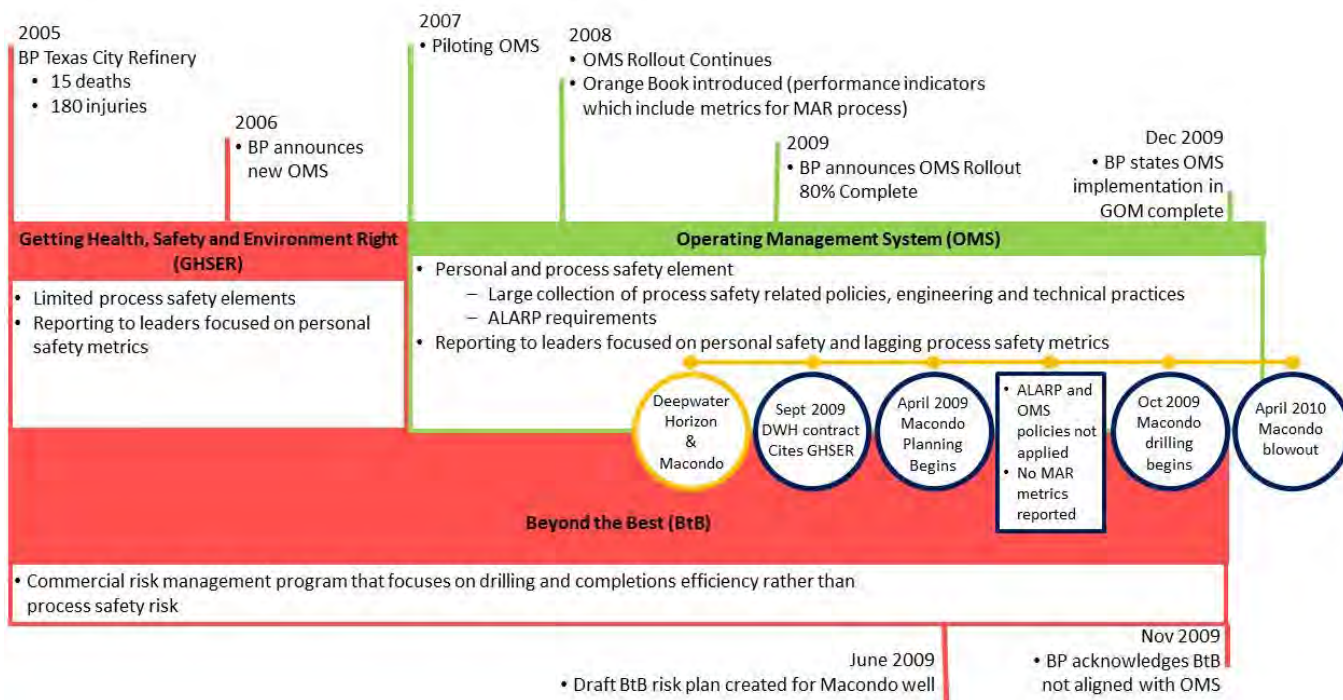 2005
BP Texas City Refinery
• 15 deaths
• 180 injuries
2006
• BP announces
new OMS
2007
• Piloting OMS
2008
• OMS Rollout Continues
• Orange Book introduced (performance indicators
which include metrics for MAR process)
2009
• BP announces OMS Rollout
80% Complete
Dec 2009
• BP states OMS
implementation in
GOM complete
Getting Health, Safety and Environment Right
(GHSER)
• Limited process safety elements
• Reporting to leaders focused on personal
safety metrics
Operating Management System (OMS)
• Personal and process safety element
– Large collection of process safety related policies, engineering and technical practices
– ALARP requirements
• Reporting to leaders focused on personal safety and lagging process safety metrics
Deepwater
Horizon
&
Macondo
Sept 2009
DWH contract
Cites GHSER
April 2009
Macondo
Planning
Begins
• ALARP and
OMS
policies not
applied
• No MAR
metrics
reported
Oct 2009
Macondo
drilling
begins
April 2010
Macondo
blowout
Beyond the Best (BtB)
• Commercial risk management program that focuses on drilling and completions efficiency rather than
process safety risk
June 2009
• Draft BtB risk plan created for Macondo well
Nov 2009
• BP acknowledges BtB
not aligned with OMS